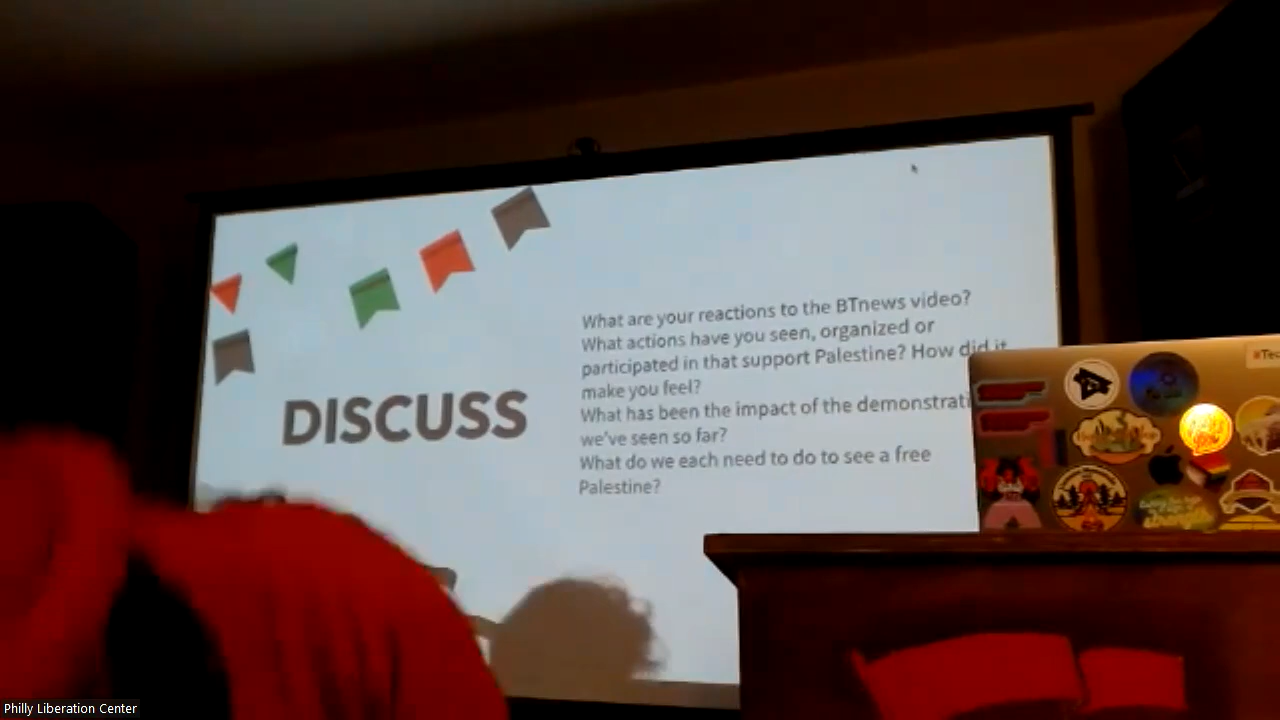 DISCUSS
What are your reactions to the BTnews video?
What actions have you seen, organized or
participated in that support Palestine? How did it
make you feel?
What has been the impact of the demonstrati
we've seen so far?
What do we each need to do to see a free
Palestine?
Philly Liberation Center